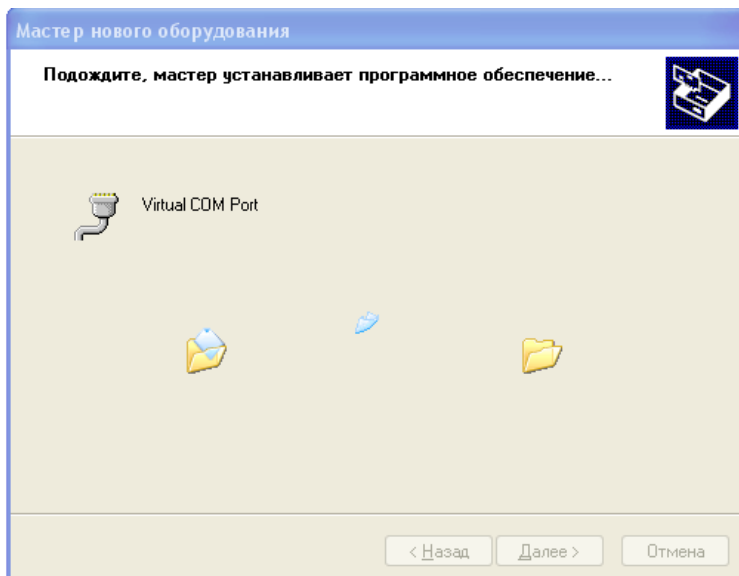 Мастер нового оборудования
Подождите, мастер устанавливает программное обеспечение...
Virtual COM Port
< Назад
Далее >
Отмена